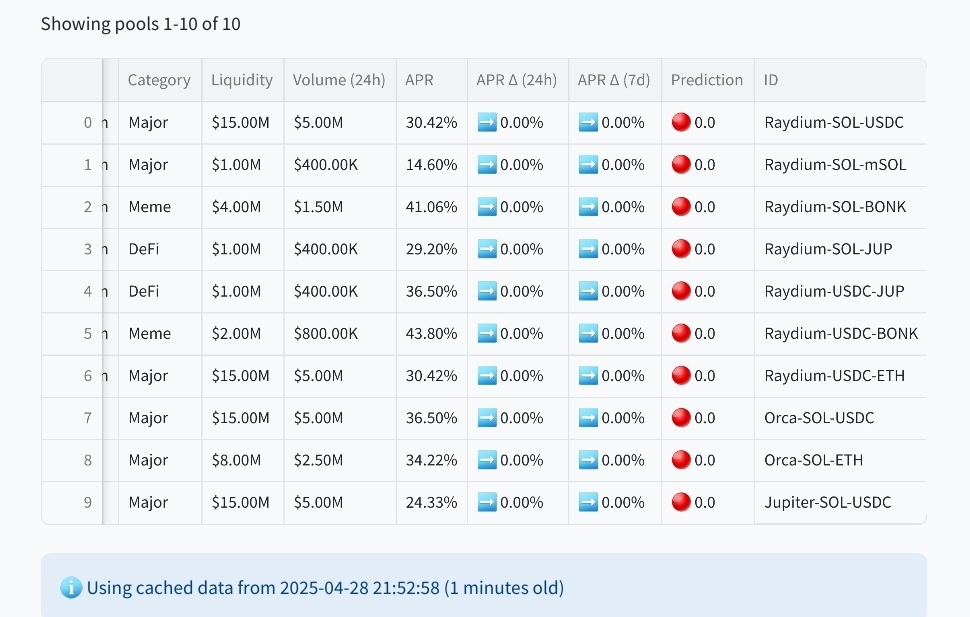 Showing pools 1-10 of 10
Category Liquidity Volume (24h) APR APR Δ (24h) APR Δ (7d) Prediction ID
0 n Major $15.00M $5.00M 30.42% 0.00% 0.00% 0.0 Raydium-SOL-USDC
1 n Major $1.00M $400.00K 14.60% 0.00% 0.00% 0.0 Raydium-SOL-mSOL
2 n Meme $4.00M $1.50M 41.06% 0.00% 0.00% 0.0 Raydium-SOL-BONK
3 n DeFi $1.00M $400.00K 29.20% 0.00% 0.00% 0.0 Raydium-SOL-JUP
4 n DeFi $1.00M $400.00K 36.50% 0.00% 0.00% 0.0 Raydium-USDC-JUP
5 n Meme $2.00M $800.00K 43.80% 0.00% 0.00% 0.0 Raydium-USDC-BONK
6 n Major $15.00M $5.00M 30.42% 0.00% 0.00% 0.0 Raydium-USDC-ETH
7 Major $15.00M $5.00M 36.50% 0.00% 0.00% 0.0 Orca-SOL-USDC
8 Major $8.00M $2.50M 34.22% 0.00% 0.00% 0.0 Orca-SOL-ETH
9 Major $15.00M $5.00M 24.33% 0.00% 0.00% 0.0 Jupiter-SOL-USDC
Using cached data from 2025-04-28 21:52:58 (1 minutes old)